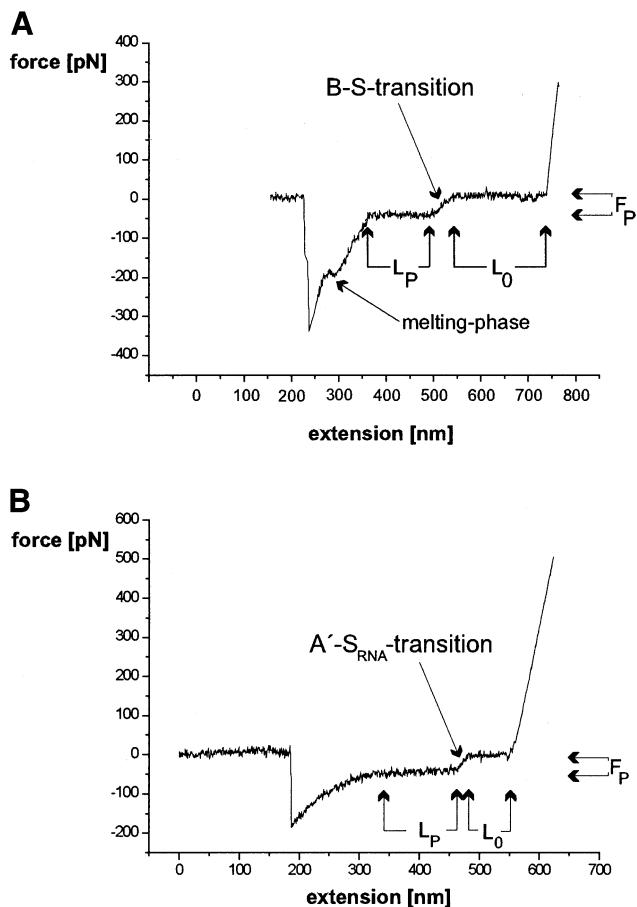 A
force [pN]
400
300
200
100
0
-100
-200
-300
-400
B-S-transition
F_P
L_P
L_0
melting-phase
0 100 200 300 400 500 600 700 800
extension [nm]
B
force [pN]
600
500
400
300
200
100
0
-100
-200
A´-S_RNA-transition
F_P
L_P
L_0
0 100 200 300 400 500 600 700
extension [nm]